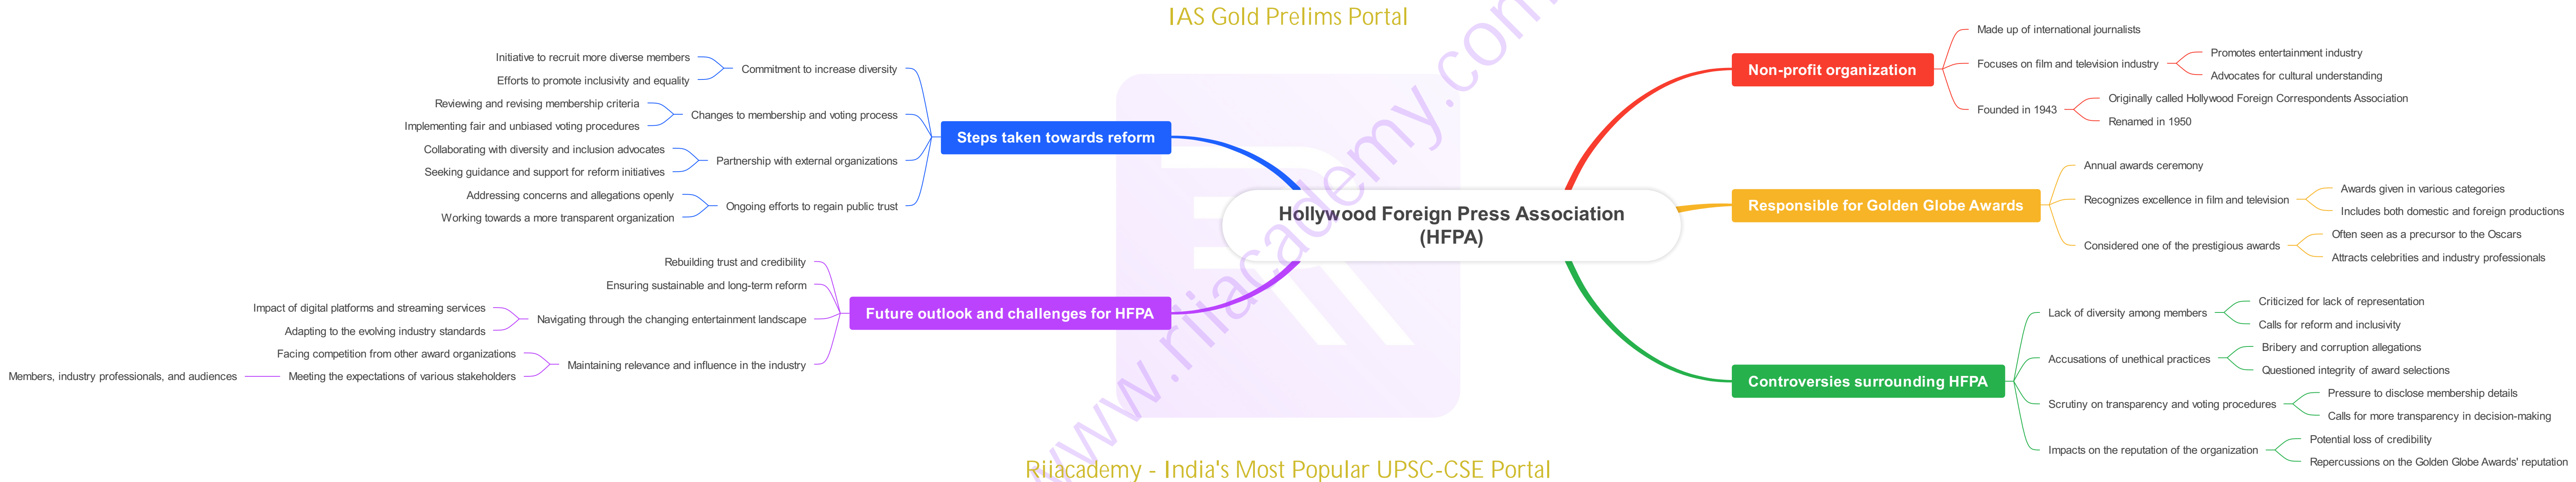 IAS Gold Prelims Portal
Hollywood Foreign Press Association
(HFPA)
Non-profit organization
Made up of international journalists
Focuses on film and television industry
Promotes entertainment industry
Advocates for cultural understanding
Founded in 1943
Originally called Hollywood Foreign Correspondents Association
Renamed in 1950
Responsible for Golden Globe Awards
Annual awards ceremony
Recognizes excellence in film and television
Awards given in various categories
Includes both domestic and foreign productions
Considered one of the prestigious awards
Often seen as a precursor to the Oscars
Attracts celebrities and industry professionals
Controversies surrounding HFPA
Lack of diversity among members
Criticized for lack of representation
Calls for reform and inclusivity
Accusations of unethical practices
Bribery and corruption allegations
Questioned integrity of award selections
Scrutiny on transparency and voting procedures
Pressure to disclose membership details
Calls for more transparency in decision-making
Impacts on the reputation of the organization
Potential loss of credibility
Repercussions on the Golden Globe Awards' reputation
Steps taken towards reform
Commitment to increase diversity
Initiative to recruit more diverse members
Efforts to promote inclusivity and equality
Changes to membership and voting process
Reviewing and revising membership criteria
Implementing fair and unbiased voting procedures
Partnership with external organizations
Collaborating with diversity and inclusion advocates
Seeking guidance and support for reform initiatives
Ongoing efforts to regain public trust
Addressing concerns and allegations openly
Working towards a more transparent organization
Future outlook and challenges for HFPA
Rebuilding trust and credibility
Ensuring sustainable and long-term reform
Navigating through the changing entertainment landscape
Impact of digital platforms and streaming services
Adapting to the evolving industry standards
Maintaining relevance and influence in the industry
Facing competition from other award organizations
Meeting the expectations of various stakeholders
Members, industry professionals, and audiences
www.riiacademy.com
Riiacademy - India's Most Popular UPSC-CSE Portal